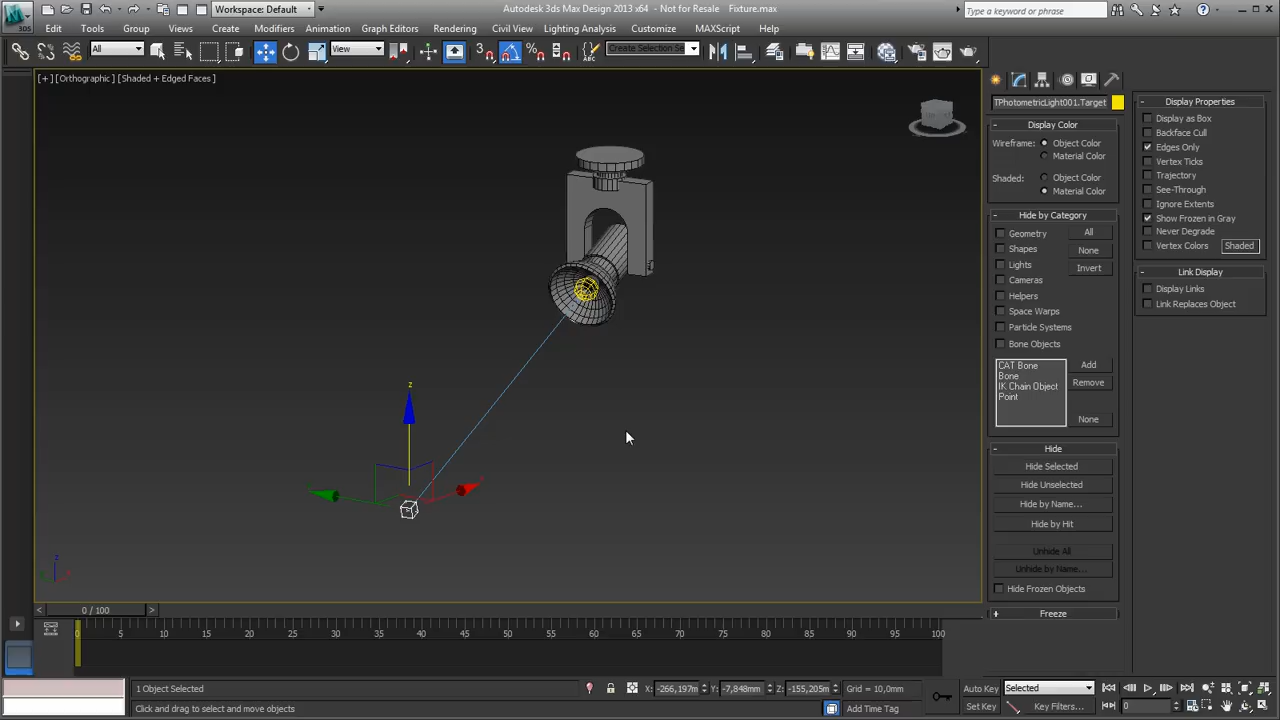 Workspace: Default
Autodesk 3ds Max Design 2013 x64 - Not for Resale Fixture.max
Type a keyword or phrase
Edit Tools Group Views Create Modifiers Animation Graph Editors Rendering Civil View Lighting Analysis Customize MAXScript Help
All View Create Selection Se
[+] [Orthographic] [Shaded + Edged Faces]
TPhotometricLight001.Target
Display Color
Wireframe: Object Color
Material Color
Shaded: Object Color
Material Color
Hide by Category
Geometry All
Shapes None
Lights Invert
Cameras
Helpers
Space Warps
Particle Systems
Bone Objects
CAT Bone Add
Bone
IK Chain Object Remove
Point
None
Hide
Hide Selected
Hide Unselected
Hide by Name...
Hide by Hit
Unhide All
Unhide by Name...
Hide Frozen Objects
Freeze
Display Properties
Display as Box
Backface Cull
Edges Only
Vertex Ticks
Trajectory
See-Through
Ignore Extents
Show Frozen in Gray
Never Degrade
Vertex Colors Shaded
Link Display
Display Links
Link Replaces Object
z
z
0 / 100
0 5 10 15 20 25 30 35 40 45 50 55 60 65 70 75 80 85 90 95 100
1 Object Selected X: -266,197m Y: -7,848mm Z: -155,205m Grid = 10,0mm Auto Key Selected
Click and drag to select and move objects Add Time Tag Set Key Key Filters... 0